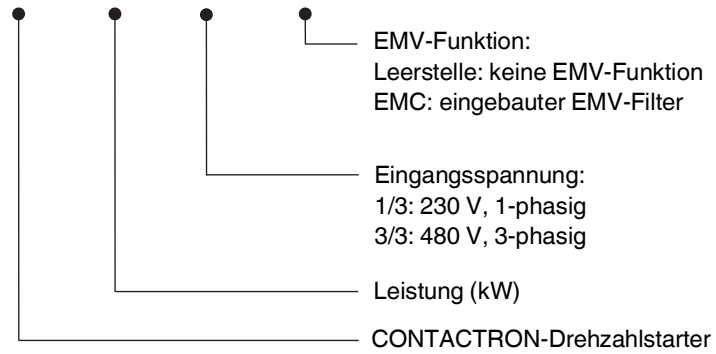 EMV-Funktion:
Leerstelle: keine EMV-Funktion
EMC: eingebauter EMV-Filter
Eingangsspannung:
1/3: 230 V, 1-phasig
3/3: 480 V, 3-phasig
Leistung (kW)
CONTACTRON-Drehzahlstarter